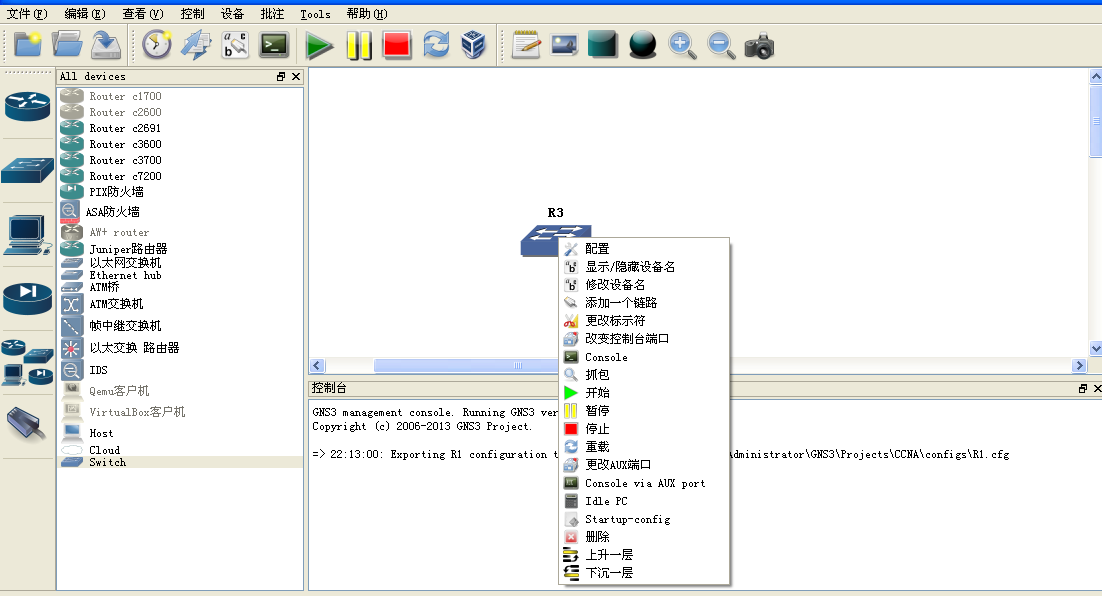 文件(F) 编辑(E) 查看(V) 控制 设备 批注 Tools 帮助(H)
All devices
Router c1700
Router c2600
Router c2691
Router c3600
Router c3700
Router c7200
PIX防火墙
ASA防火墙
AW+ router
Juniper路由器
以太网交换机
Ethernet hub
ATM桥
ATM交换机
帧中继交换机
以太交换 路由器
IDS
Qemu客户机
VirtualBox客户机
Host
Cloud
Switch
R3
配置
显示/隐藏设备名
修改设备名
添加一个链路
更改标示符
改变控制台端口
Console
抓包
开始
暂停
停止
重载
更改AUX端口
Console via AUX port
Idle PC
Startup-config
删除
上升一层
下沉一层
控制台
GNS3 management console. Running GNS3 ver
Copyright (c) 2006-2013 GNS3 Project.
=> 22:13:00: Exporting R1 configuration t dministrator\GNS3\Projects\CCNA\configs\R1.cfg